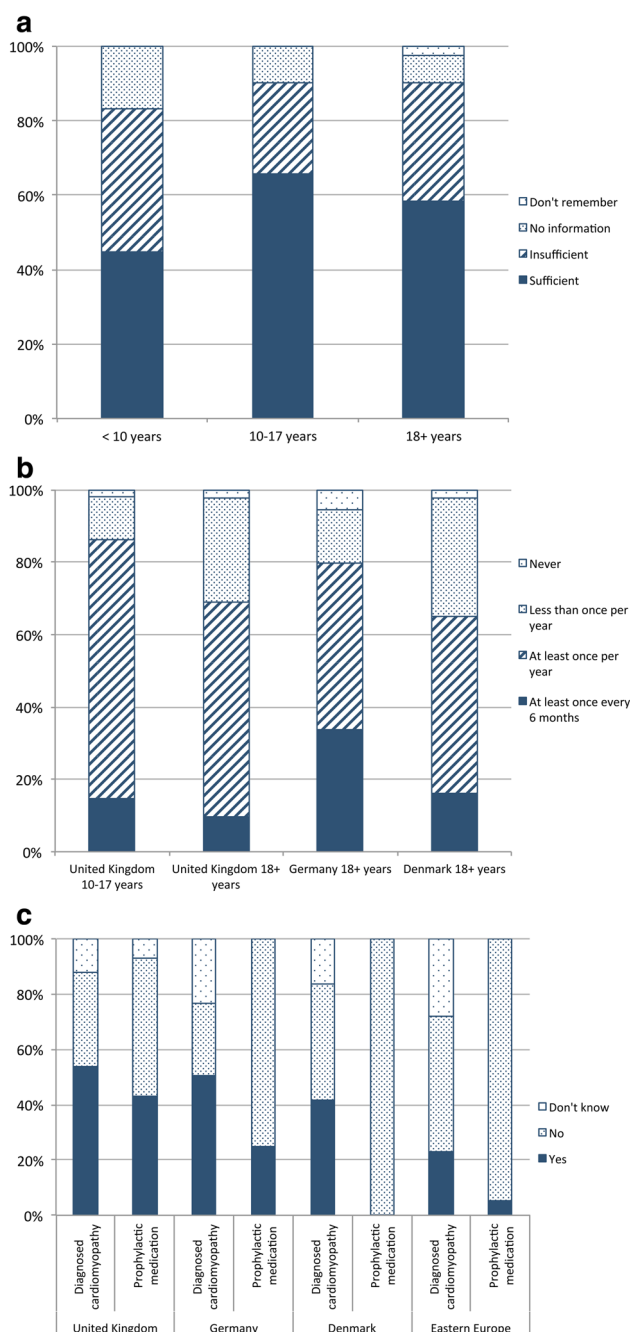 a
100%
80%
60%
40%
20%
0%
< 10 years
10-17 years
18+ years
Don't remember
No information
Insufficient
Sufficient
b
100%
80%
60%
40%
20%
0%
United Kingdom
10-17 years
United Kingdom 18+
years
Germany 18+ years
Denmark 18+ years
Never
Less than once per
year
At least once per
year
At least once every
6 months
c
100%
80%
60%
40%
20%
0%
Diagnosed
cardiomyopathy
Prophylactic
medication
Diagnosed
cardiomyopathy
Prophylactic
medication
Diagnosed
cardiomyopathy
Prophylactic
medication
Diagnosed
cardiomyopathy
Prophylactic
medication
United Kingdom
Germany
Denmark
Eastern Europe
Don't know
No
Yes